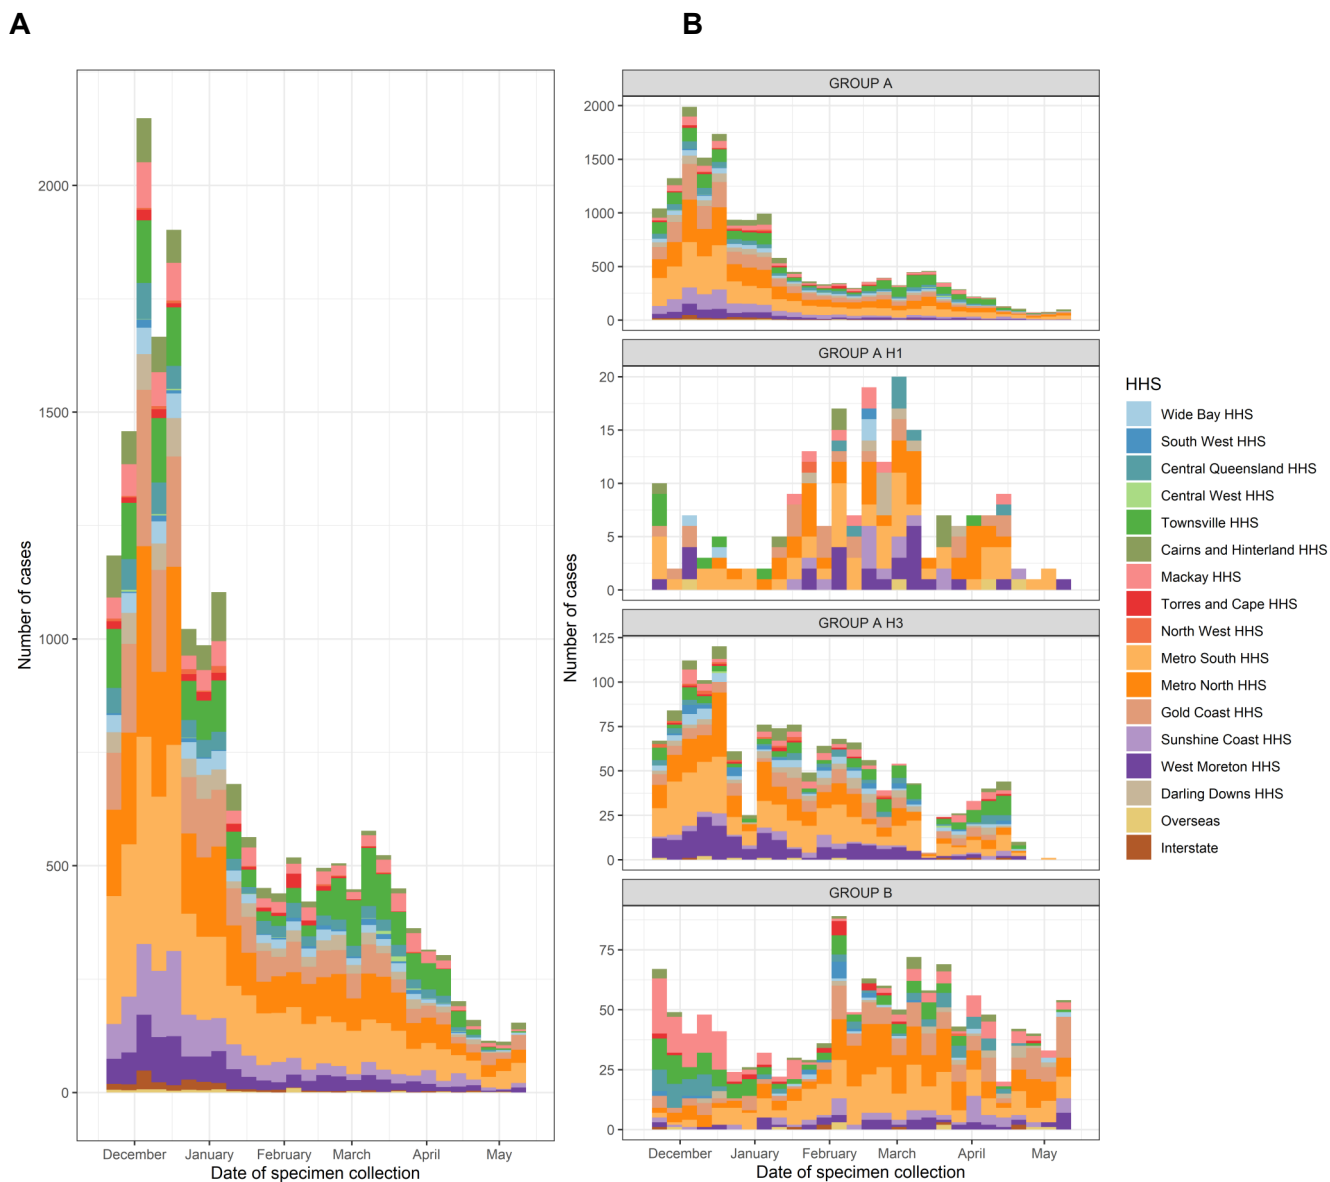 A
B
Number of cases
2000
1500
1000
500
0
December January February March April May
Date of specimen collection
Number of cases
GROUP A
2000
1500
1000
500
0
GROUP A H1
20
15
10
5
0
GROUP A H3
125
100
75
50
25
0
GROUP B
75
50
25
0
December January February March April May
Date of specimen collection
HHS
Wide Bay HHS
South West HHS
Central Queensland HHS
Central West HHS
Townsville HHS
Cairns and Hinterland HHS
Mackay HHS
Torres and Cape HHS
North West HHS
Metro South HHS
Metro North HHS
Gold Coast HHS
Sunshine Coast HHS
West Moreton HHS
Darling Downs HHS
Overseas
Interstate